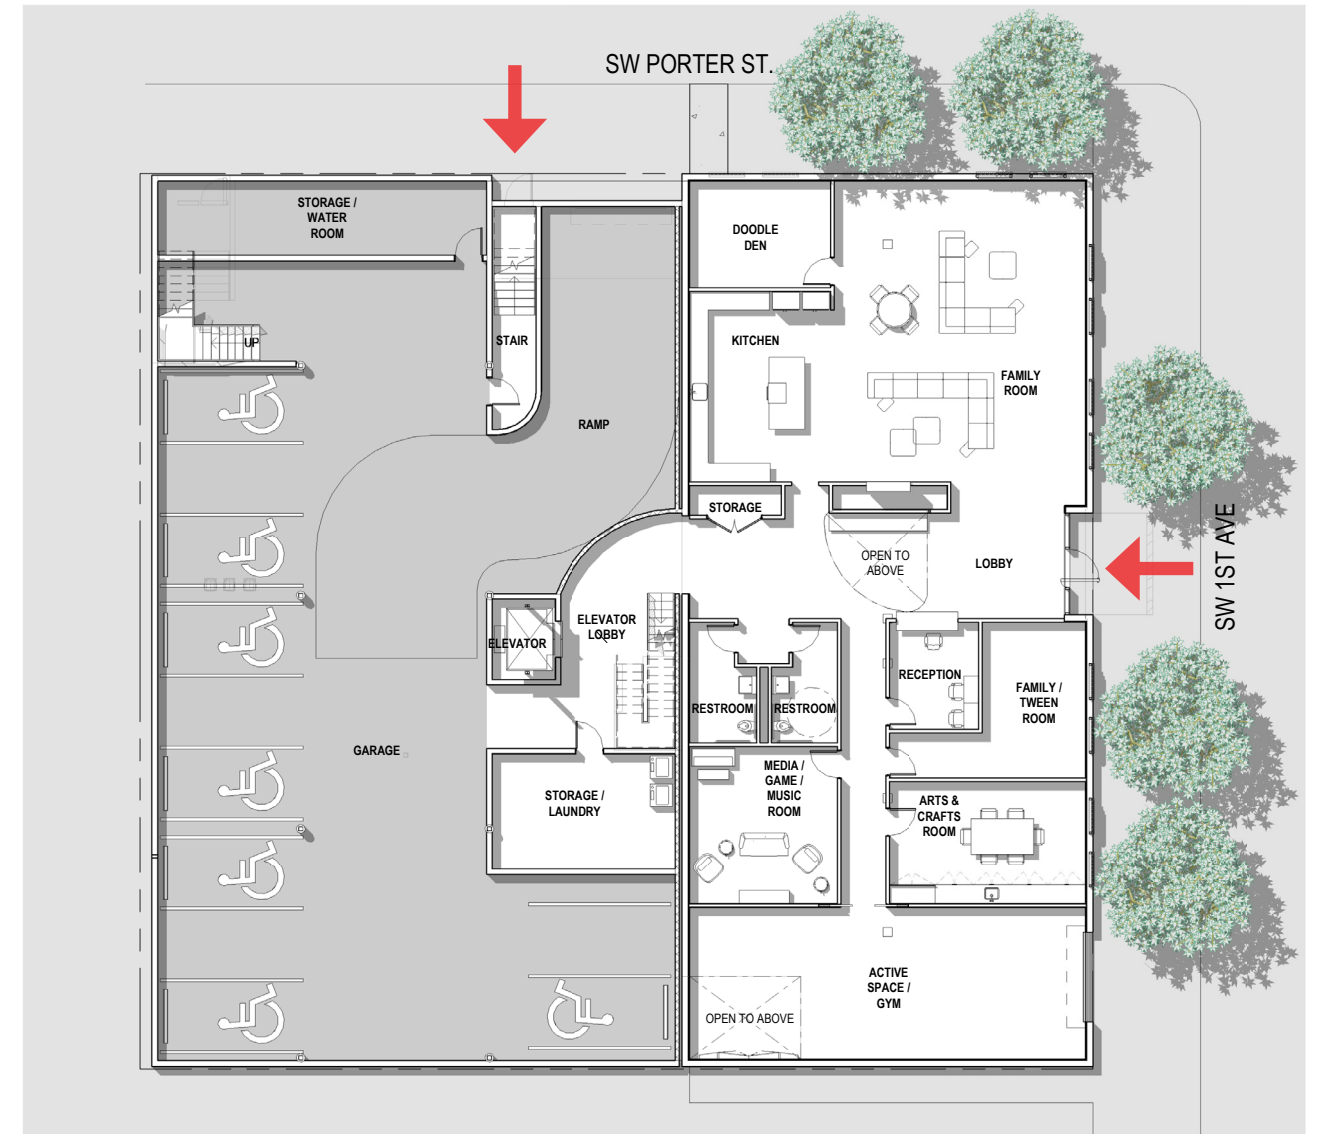 SW PORTER ST.
STORAGE /
WATER
ROOM
DOODLE
DEN
UP
STAIR
KITCHEN
FAMILY
ROOM
RAMP
STORAGE
OPEN TO
ABOVE
LOBBY
SW 1ST AVE
ELEVATOR
ELEVATOR
LOBBY
RESTROOM
RESTROOM
RECEPTION
FAMILY /
TWEEN
ROOM
GARAGE
STORAGE /
LAUNDRY
MEDIA /
GAME /
MUSIC
ROOM
ARTS &
CRAFTS
ROOM
ACTIVE
SPACE /
GYM
OPEN TO ABOVE